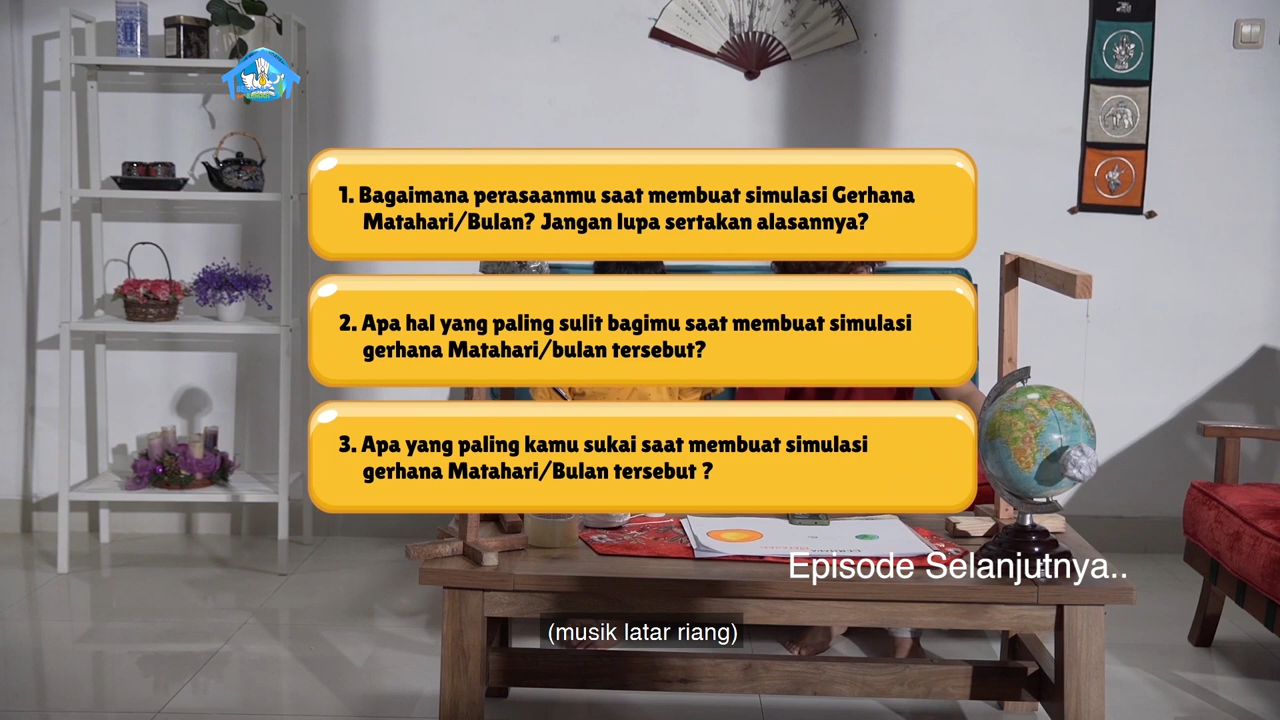 1. Bagaimana perasaanmu saat membuat simulasi Gerhana
Matahari/Bulan? Jangan lupa sertakan alasannya?
2. Apa hal yang paling sulit bagimu saat membuat simulasi
gerhana Matahari/bulan tersebut?
3. Apa yang paling kamu sukai saat membuat simulasi
gerhana Matahari/Bulan tersebut ?
Episode Selanjutnya..
(musik latar riang)